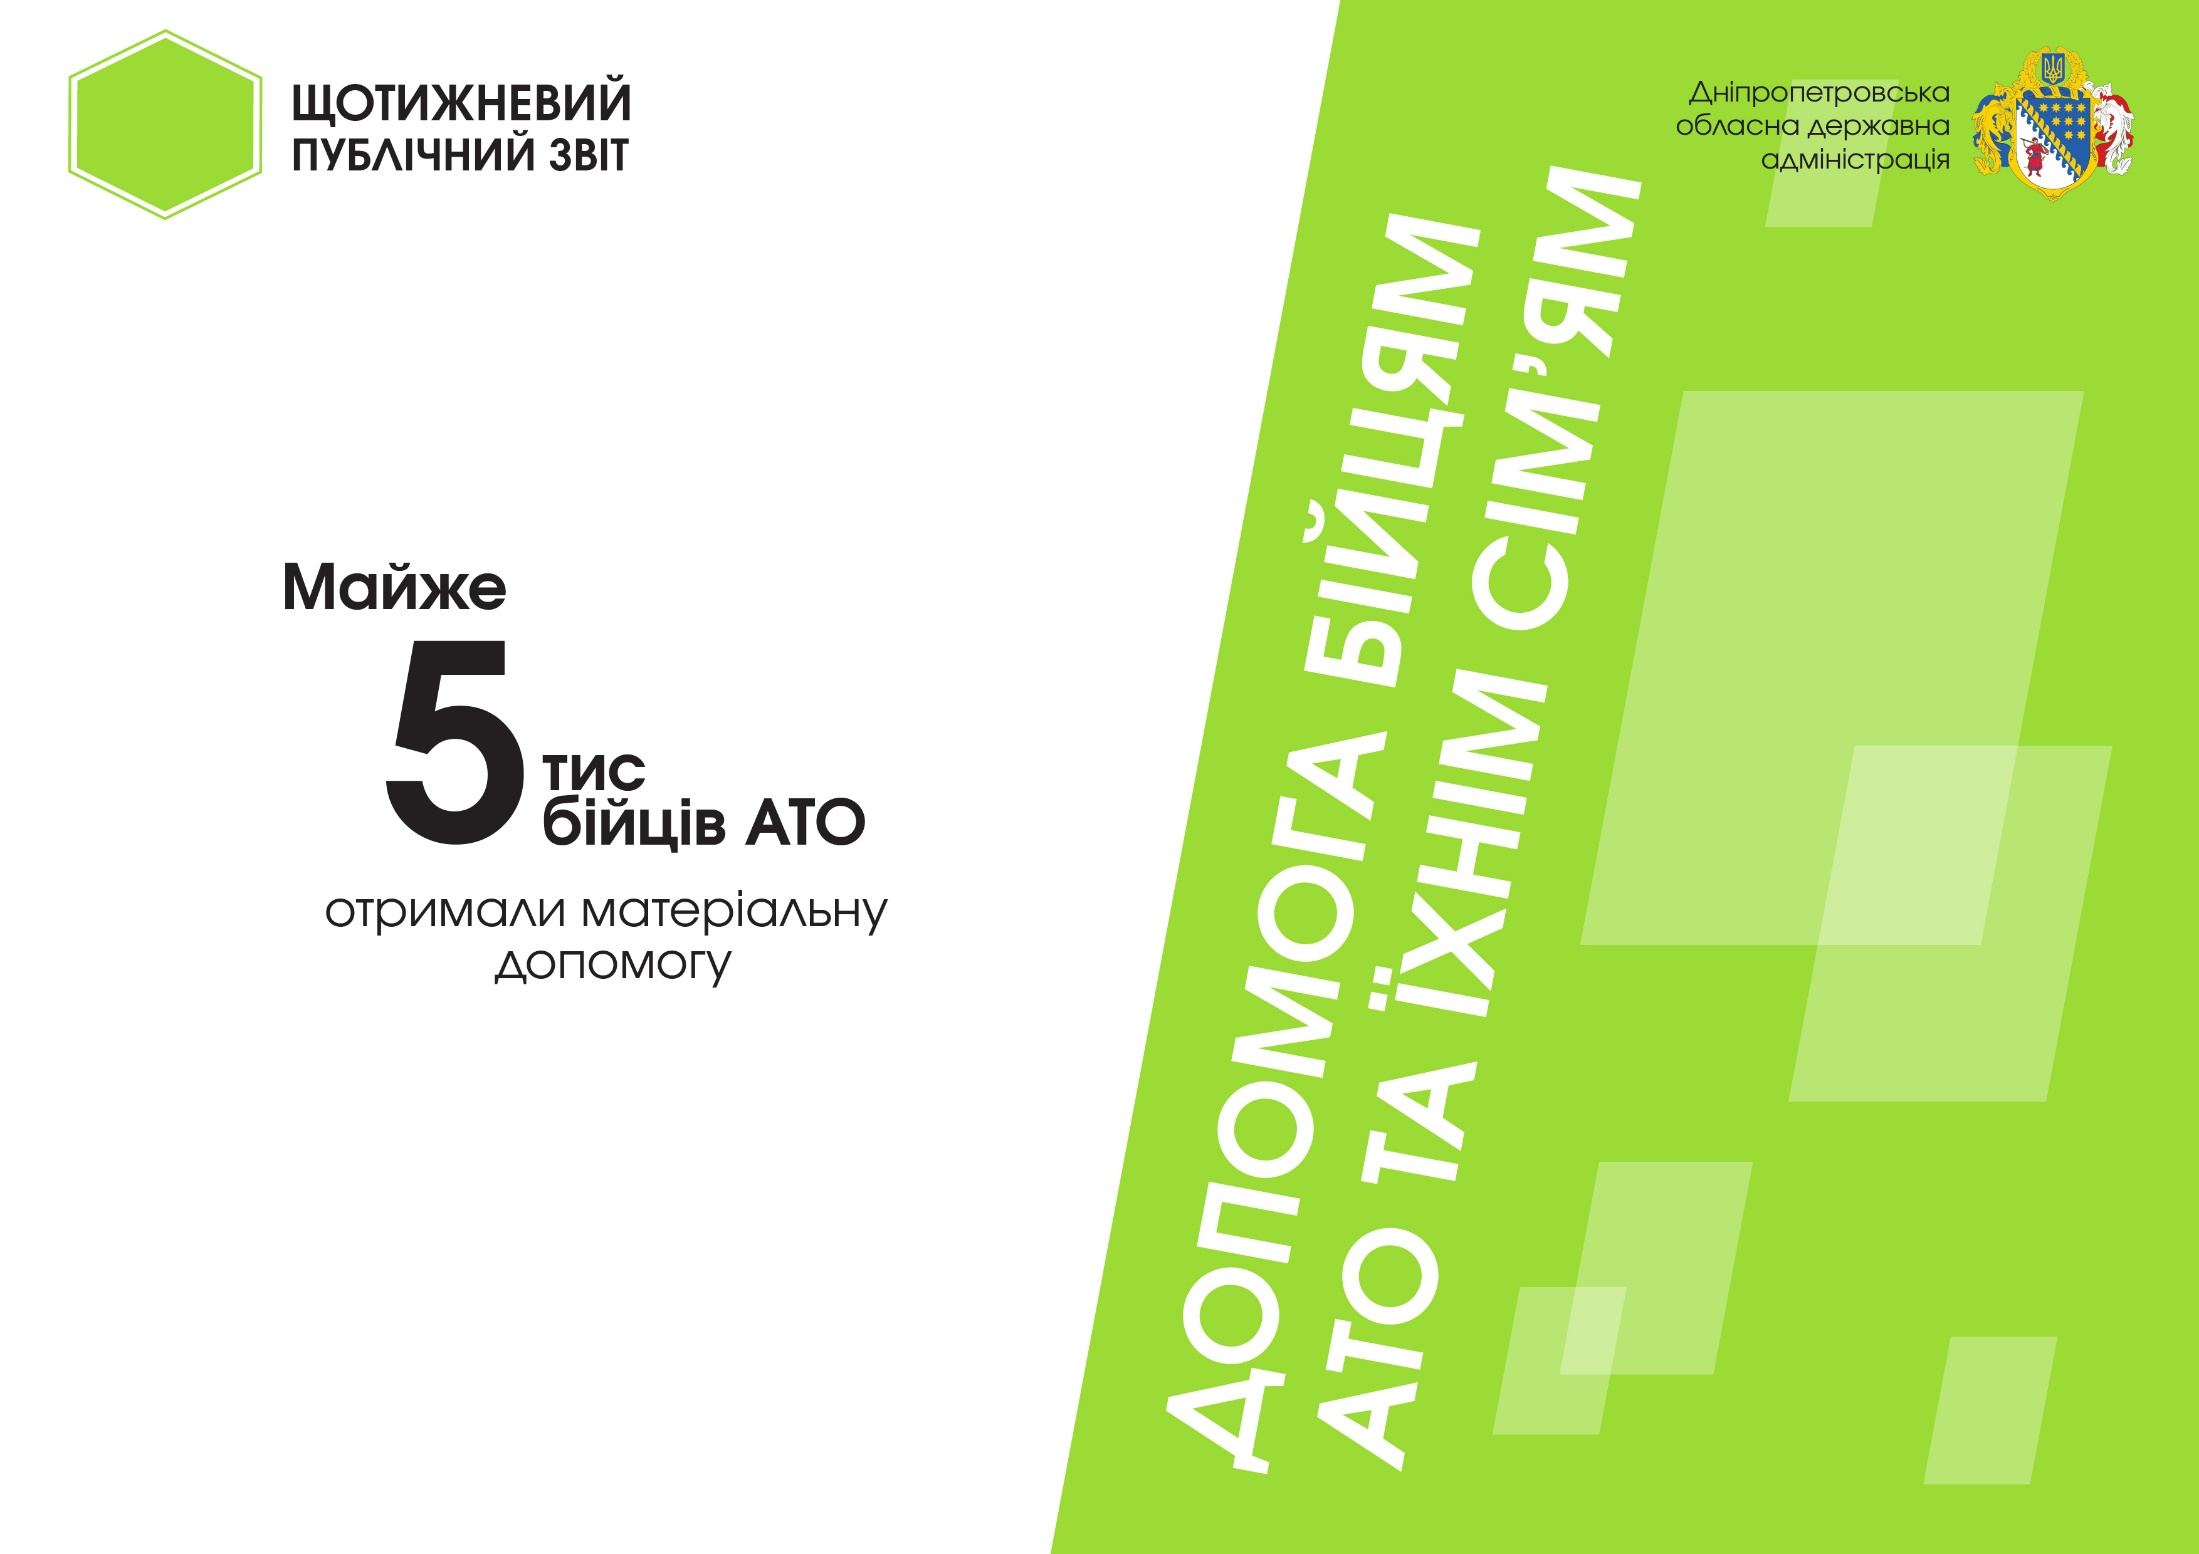 ЩОТИЖНЕВИЙ
ПУБЛІЧНИЙ ЗВІТ
Дніпропетровська
обласна державна
адміністрація
Майже
5 тис
бійців АТО
отримали матеріальну
допомогу
ДОПОМОГА БІЙЦЯМ
АТО ТА ЇХНІМ СІМ’ЯМ